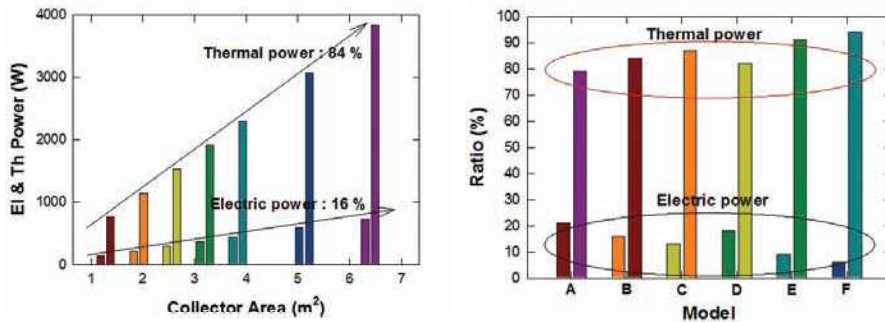 El & Th Power (W)
4000
3000
2000
1000
0
Thermal power : 84 %
Electric power : 16 %
1 2 3 4 5 6 7
Collector Area (m²)
Ratio (%)
100
90
80
70
60
50
40
30
20
10
0
Thermal power
Electric power
A B C D E F
Model